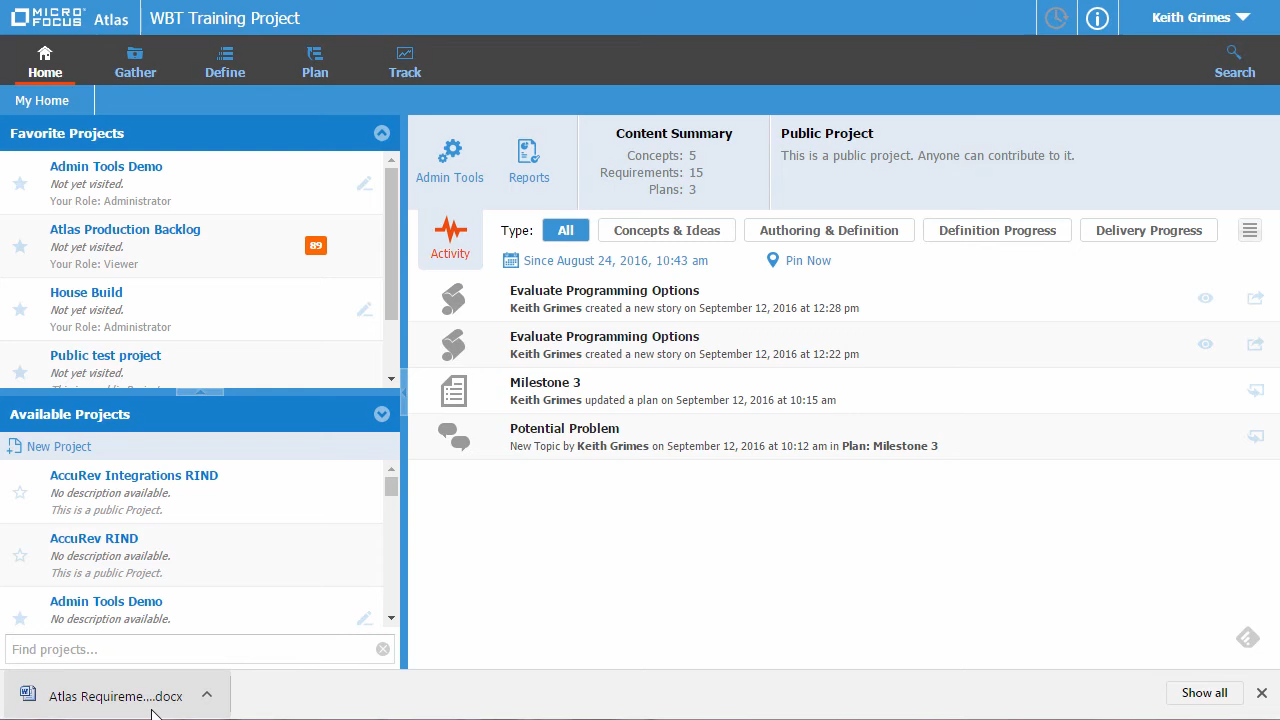 MICRO FOCUS Atlas WBT Training Project Keith Grimes
Home Gather Define Plan Track Search
My Home
Favorite Projects
Admin Tools Demo
Not yet visited.
Your Role: Administrator
Atlas Production Backlog
Not yet visited.
89
Your Role: Viewer
House Build
Not yet visited.
Your Role: Administrator
Public test project
Not yet visited.
Available Projects
New Project
AccuRev Integrations RIND
No description available.
This is a public Project.
AccuRev RIND
No description available.
This is a public Project.
Admin Tools Demo
No description available.
Find projects...
Admin Tools
Reports
Content Summary
Concepts: 5
Requirements: 15
Plans: 3
Public Project
This is a public project. Anyone can contribute to it.
Activity
Type: All Concepts & Ideas Authoring & Definition Definition Progress Delivery Progress
Since August 24, 2016, 10:43 am Pin Now
Evaluate Programming Options
Keith Grimes created a new story on September 12, 2016 at 12:28 pm
Evaluate Programming Options
Keith Grimes created a new story on September 12, 2016 at 12:22 pm
Milestone 3
Keith Grimes updated a plan on September 12, 2016 at 10:15 am
Potential Problem
New Topic by Keith Grimes on September 12, 2016 at 10:12 am in Plan: Milestone 3
Atlas Requireme....docx
Show all